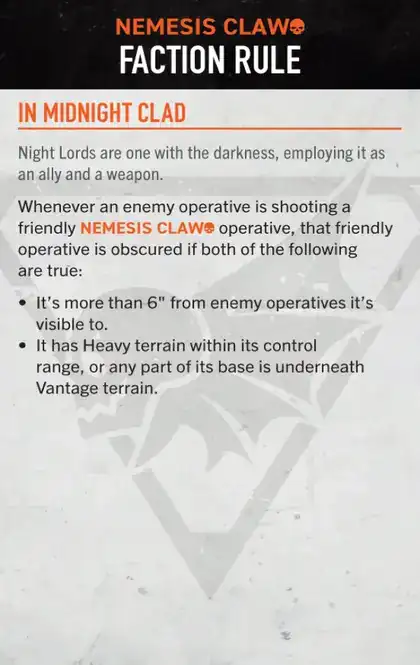 NEMESIS CLAW
FACTION RULE
IN MIDNIGHT CLAD
Night Lords are one with the darkness, employing it as
an ally and a weapon.
Whenever an enemy operative is shooting a
friendly NEMESIS CLAW operative, that friendly
operative is obscured if both of the following
are true:
• It’s more than 6" from enemy operatives it’s
visible to.
• It has Heavy terrain within its control
range, or any part of its base is underneath
Vantage terrain.